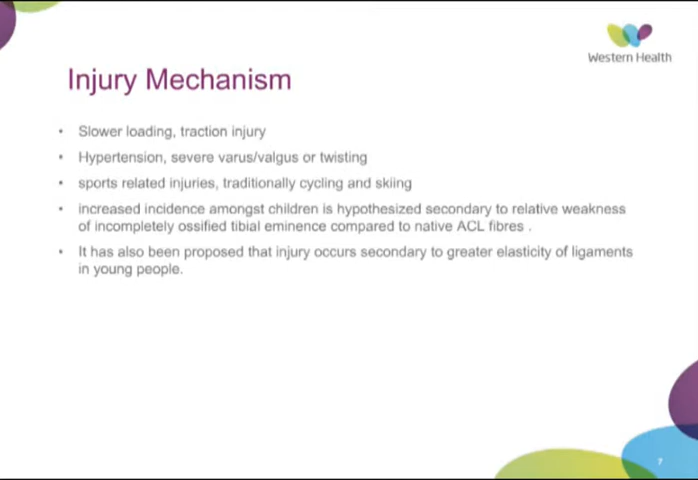 Western Health
Injury Mechanism
• Slower loading, traction injury
• Hypertension, severe varus/valgus or twisting
• sports related injuries, traditionally cycling and skiing
• increased incidence amongst children is hypothesized secondary to relative weakness
of incompletely ossified tibial eminence compared to native ACL fibres .
• It has also been proposed that injury occurs secondary to greater elasticity of ligaments
in young people.
7